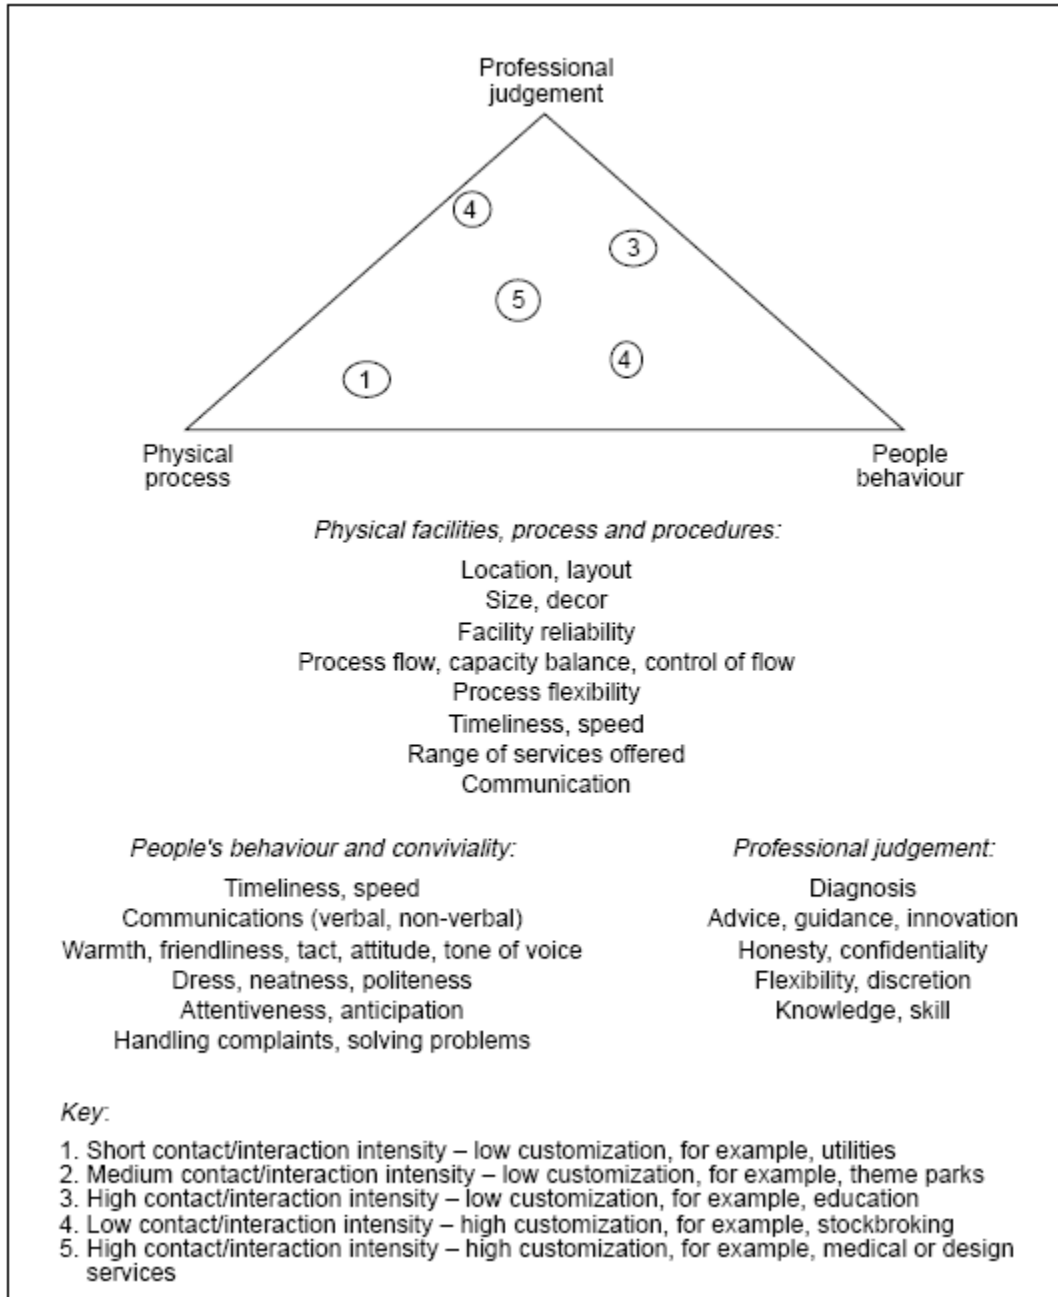 Professional
judgement
4
3
5
4
1
Physical
process
People
behaviour
Physical facilities, process and procedures:
Location, layout
Size, decor
Facility reliability
Process flow, capacity balance, control of flow
Process flexibility
Timeliness, speed
Range of services offered
Communication
People's behaviour and conviviality:
Timeliness, speed
Communications (verbal, non-verbal)
Warmth, friendliness, tact, attitude, tone of voice
Dress, neatness, politeness
Attentiveness, anticipation
Handling complaints, solving problems
Professional judgement:
Diagnosis
Advice, guidance, innovation
Honesty, confidentiality
Flexibility, discretion
Knowledge, skill
Key:
1. Short contact/interaction intensity – low customization, for example, utilities
2. Medium contact/interaction intensity – low customization, for example, theme parks
3. High contact/interaction intensity – low customization, for example, education
4. Low contact/interaction intensity – high customization, for example, stockbroking
5. High contact/interaction intensity – high customization, for example, medical or design
services